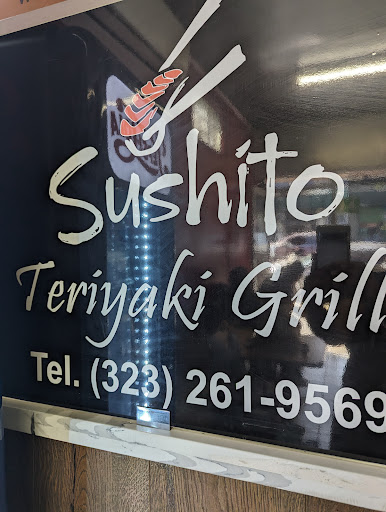 Sushito
Teriyaki Grill
Tel. (323) 261-9569